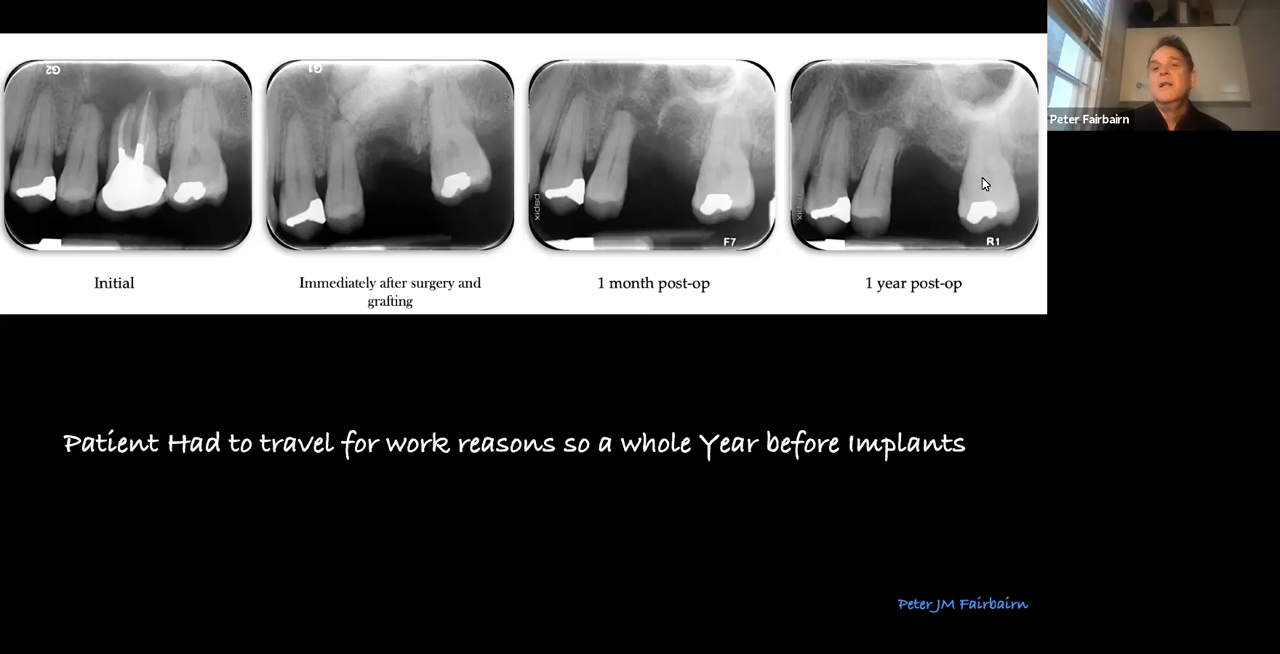 G2
G1
F7
R1
Peter Fairbairn
Initial
Immediately after surgery and
grafting
1 month post-op
1 year post-op
Patient Had to travel for work reasons so a whole Year before Implants
Peter JM Fairbairn